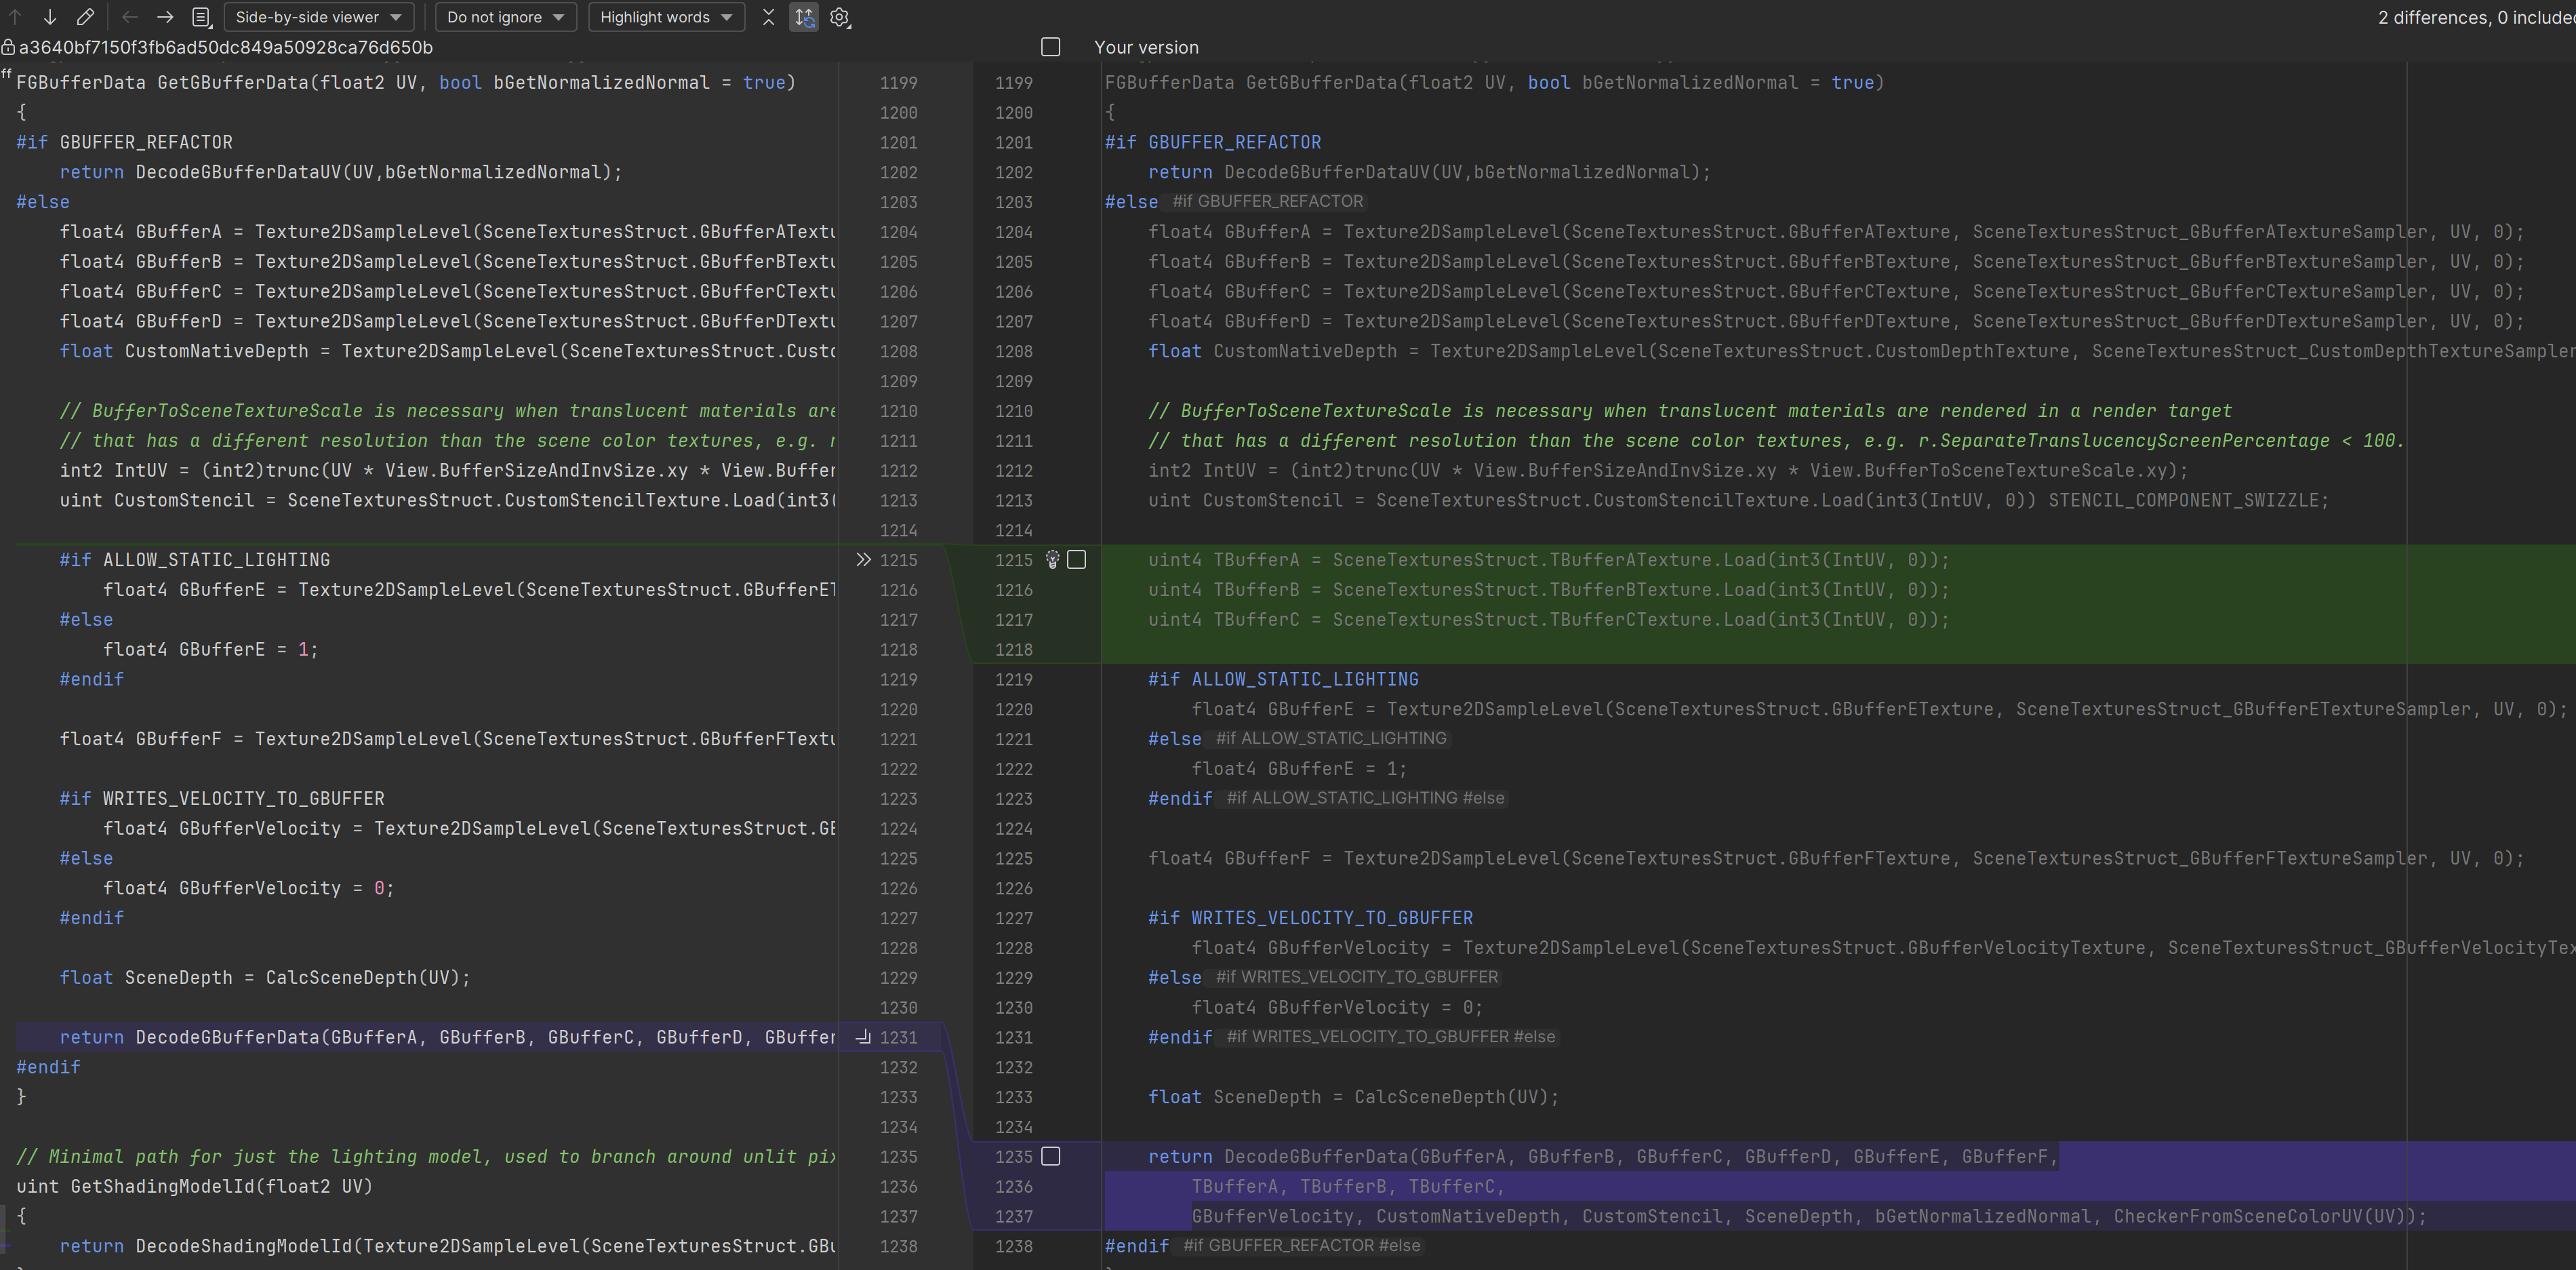 Side-by-side viewer Do not ignore Highlight words 2 differences, 0 include
a3640bf7150f3fb6ad50dc849a50928ca76d650b Your version
ff
FGBufferData GetGBufferData(float2 UV, bool bGetNormalizedNormal = true) 1199 1199 FGBufferData GetGBufferData(float2 UV, bool bGetNormalizedNormal = true)
{ 1200 1200 {
#if GBUFFER_REFACTOR 1201 1201 #if GBUFFER_REFACTOR
return DecodeGBufferDataUV(UV,bGetNormalizedNormal); 1202 1202 return DecodeGBufferDataUV(UV,bGetNormalizedNormal);
#else 1203 1203 #else #if GBUFFER_REFACTOR
float4 GBufferA = Texture2DSampleLevel(SceneTexturesStruct.GBufferATextu 1204 1204 float4 GBufferA = Texture2DSampleLevel(SceneTexturesStruct.GBufferATexture, SceneTexturesStruct_GBufferATextureSampler, UV, 0);
float4 GBufferB = Texture2DSampleLevel(SceneTexturesStruct.GBufferBTextu 1205 1205 float4 GBufferB = Texture2DSampleLevel(SceneTexturesStruct.GBufferBTexture, SceneTexturesStruct_GBufferBTextureSampler, UV, 0);
float4 GBufferC = Texture2DSampleLevel(SceneTexturesStruct.GBufferCTextu 1206 1206 float4 GBufferC = Texture2DSampleLevel(SceneTexturesStruct.GBufferCTexture, SceneTexturesStruct_GBufferCTextureSampler, UV, 0);
float4 GBufferD = Texture2DSampleLevel(SceneTexturesStruct.GBufferDTextu 1207 1207 float4 GBufferD = Texture2DSampleLevel(SceneTexturesStruct.GBufferDTexture, SceneTexturesStruct_GBufferDTextureSampler, UV, 0);
float CustomNativeDepth = Texture2DSampleLevel(SceneTexturesStruct.Custo 1208 1208 float CustomNativeDepth = Texture2DSampleLevel(SceneTexturesStruct.CustomDepthTexture, SceneTexturesStruct_CustomDepthTextureSampler
1209 1209
// BufferToSceneTextureScale is necessary when translucent materials are 1210 1210 // BufferToSceneTextureScale is necessary when translucent materials are rendered in a render target
// that has a different resolution than the scene color textures, e.g. r 1211 1211 // that has a different resolution than the scene color textures, e.g. r.SeparateTranslucencyScreenPercentage < 100.
int2 IntUV = (int2)trunc(UV * View.BufferSizeAndInvSize.xy * View.Buffer 1212 1212 int2 IntUV = (int2)trunc(UV * View.BufferSizeAndInvSize.xy * View.BufferToSceneTextureScale.xy);
uint CustomStencil = SceneTexturesStruct.CustomStencilTexture.Load(int3( 1213 1213 uint CustomStencil = SceneTexturesStruct.CustomStencilTexture.Load(int3(IntUV, 0)) STENCIL_COMPONENT_SWIZZLE;
1214 1214
#if ALLOW_STATIC_LIGHTING 1215 1215 uint4 TBufferA = SceneTexturesStruct.TBufferATexture.Load(int3(IntUV, 0));
float4 GBufferE = Texture2DSampleLevel(SceneTexturesStruct.GBufferET 1216 1216 uint4 TBufferB = SceneTexturesStruct.TBufferBTexture.Load(int3(IntUV, 0));
#else 1217 1217 uint4 TBufferC = SceneTexturesStruct.TBufferCTexture.Load(int3(IntUV, 0));
float4 GBufferE = 1; 1218 1218
#endif 1219 1219 #if ALLOW_STATIC_LIGHTING
1220 1220 float4 GBufferE = Texture2DSampleLevel(SceneTexturesStruct.GBufferETexture, SceneTexturesStruct_GBufferETextureSampler, UV, 0);
float4 GBufferF = Texture2DSampleLevel(SceneTexturesStruct.GBufferFTextu 1221 1221 #else #if ALLOW_STATIC_LIGHTING
1222 1222 float4 GBufferE = 1;
#if WRITES_VELOCITY_TO_GBUFFER 1223 1223 #endif #if ALLOW_STATIC_LIGHTING #else
float4 GBufferVelocity = Texture2DSampleLevel(SceneTexturesStruct.GB 1224 1224
#else 1225 1225 float4 GBufferF = Texture2DSampleLevel(SceneTexturesStruct.GBufferFTexture, SceneTexturesStruct_GBufferFTextureSampler, UV, 0);
float4 GBufferVelocity = 0; 1226 1226
#endif 1227 1227 #if WRITES_VELOCITY_TO_GBUFFER
1228 1228 float4 GBufferVelocity = Texture2DSampleLevel(SceneTexturesStruct.GBufferVelocityTexture, SceneTexturesStruct_GBufferVelocityTex
float SceneDepth = CalcSceneDepth(UV); 1229 1229 #else #if WRITES_VELOCITY_TO_GBUFFER
1230 1230 float4 GBufferVelocity = 0;
return DecodeGBufferData(GBufferA, GBufferB, GBufferC, GBufferD, GBuffer 1231 1231 #endif #if WRITES_VELOCITY_TO_GBUFFER #else
#endif 1232 1232
} 1233 1233 float SceneDepth = CalcSceneDepth(UV);
1234 1234
// Minimal path for just the lighting model, used to branch around unlit pix 1235 1235 return DecodeGBufferData(GBufferA, GBufferB, GBufferC, GBufferD, GBufferE, GBufferF,
uint GetShadingModelId(float2 UV) 1236 1236 TBufferA, TBufferB, TBufferC,
{ 1237 1237 GBufferVelocity, CustomNativeDepth, CustomStencil, SceneDepth, bGetNormalizedNormal, CheckerFromSceneColorUV(UV));
return DecodeShadingModelId(Texture2DSampleLevel(SceneTexturesStruct.GBu 1238 1238 #endif #if GBUFFER_REFACTOR #else